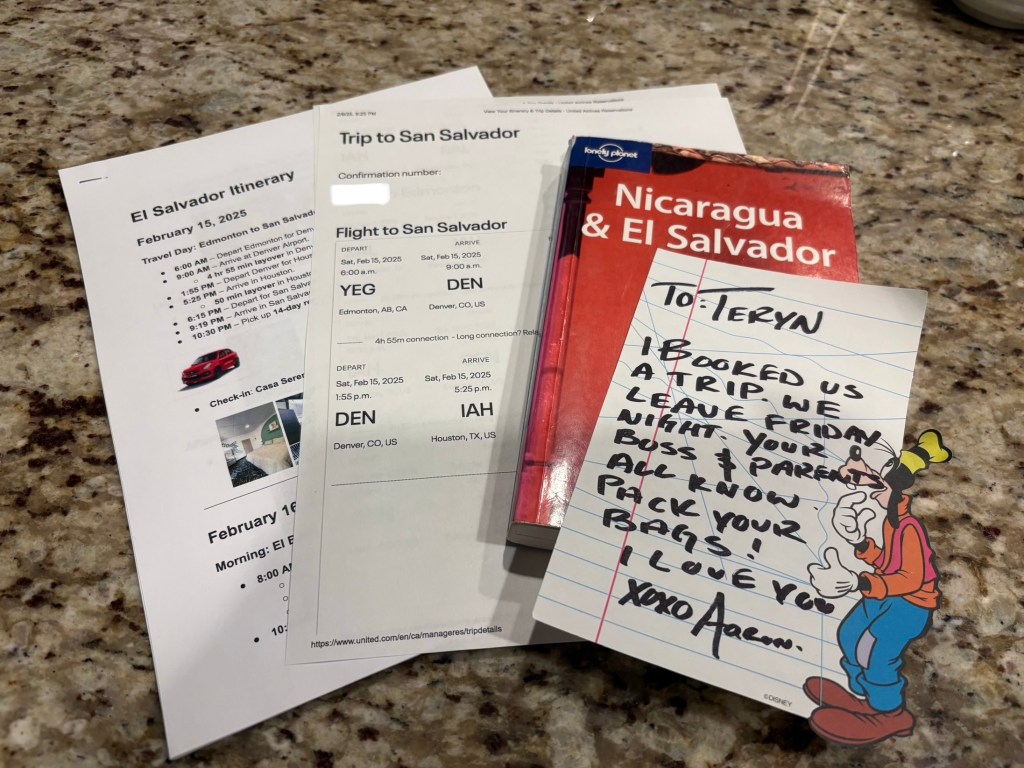 El Salvador Itinerary
February 15, 2025
Travel Day: Edmonton to San Salvado
6:00 AM – Depart Edmonton for Den
9:00 AM – Arrive at Denver Airport.
4 hr 55 min layover in Denv
1:55 PM – Depart Denver for Hou
5:25 PM – Arrive in Houston.
50 min layover in Houst
6:15 PM – Depart for San Salva
9:19 PM – Arrive in San Salva
10:30 PM – Pick up 14-day r
Check-in: Casa Seren
February 16
Morning: El B
8:00 AM
10:
View Your Itinerary & Trip Details - United Airlines Reservations
Trip to San Salvador
Confirmation number:
Flight to San Salvador
DEPART ARRIVE
Sat, Feb 15, 2025 Sat, Feb 15, 2025
6:00 a.m. 9:00 a.m.
YEG DEN
Edmonton, AB, CA Denver, CO, US
4h 55m connection - Long connection? Rela
DEPART ARRIVE
Sat, Feb 15, 2025 Sat, Feb 15, 2025
1:55 p.m. 5:25 p.m.
DEN IAH
Denver, CO, US Houston, TX, US
https://www.united.com/en/ca/manageres/tripdetails
lonely planet
Nicaragua
& El Salvador
TO: TERYN
I BOOKED US
A TRIP. WE
LEAVE FRIDAY
NIGHT. YOUR
BOSS & PARENTS
ALL KNOW
PACK YOUR
BAGS!
I LOVE YOU
XOXO AARON.
©DISNEY